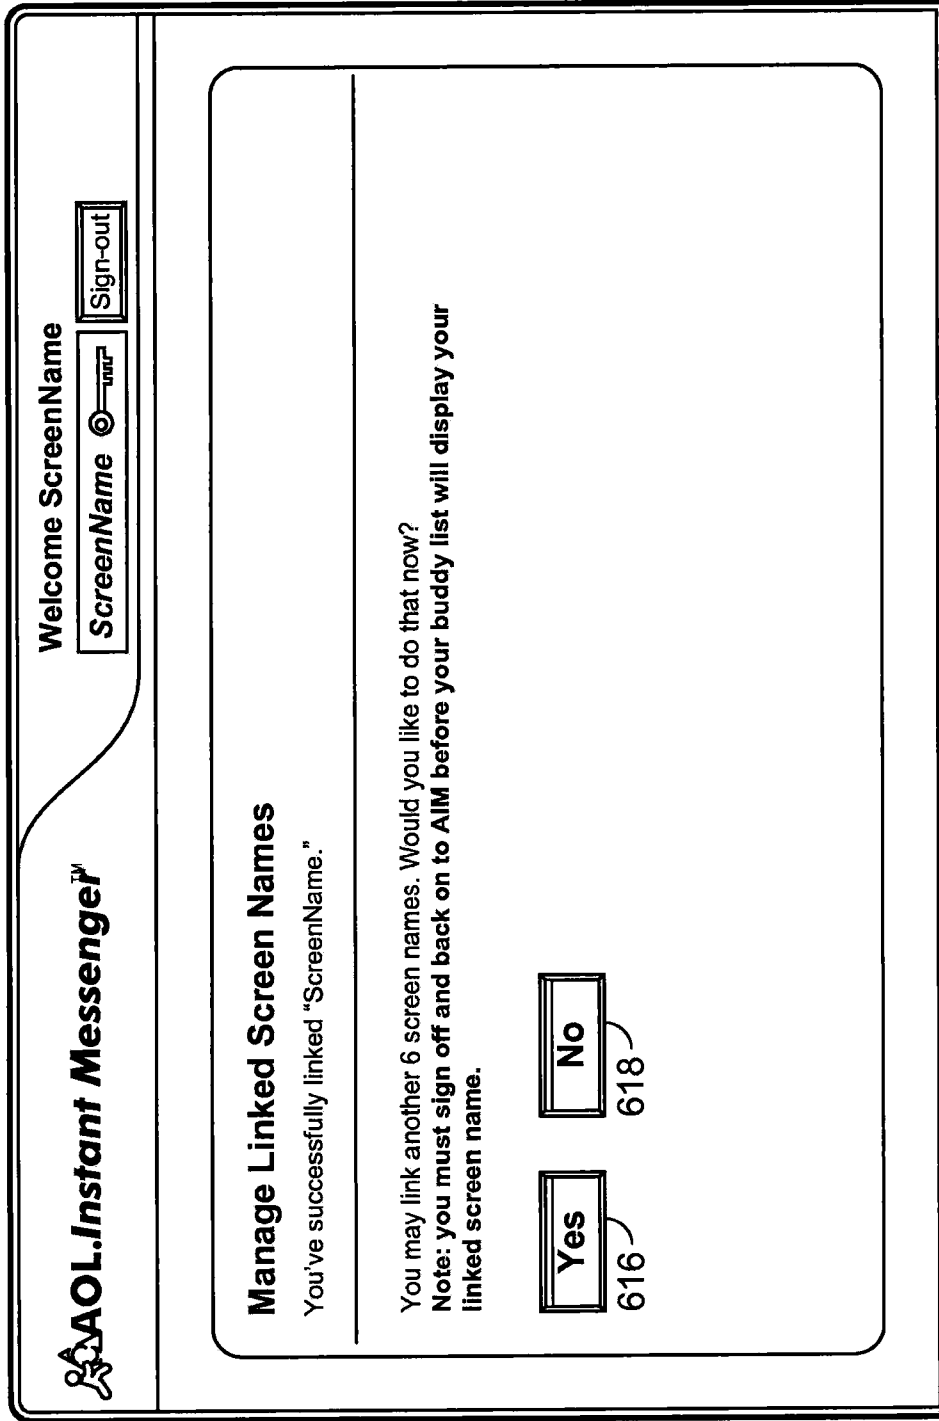 AOL.Instant Messenger™
Welcome ScreenName
ScreenName
Sign-out
Manage Linked Screen Names
You've successfully linked “ScreenName.”
You may link another 6 screen names. Would you like to do that now?
Note: you must sign off and back on to AIM before your buddy list will display your
linked screen name.
Yes
No
616
618